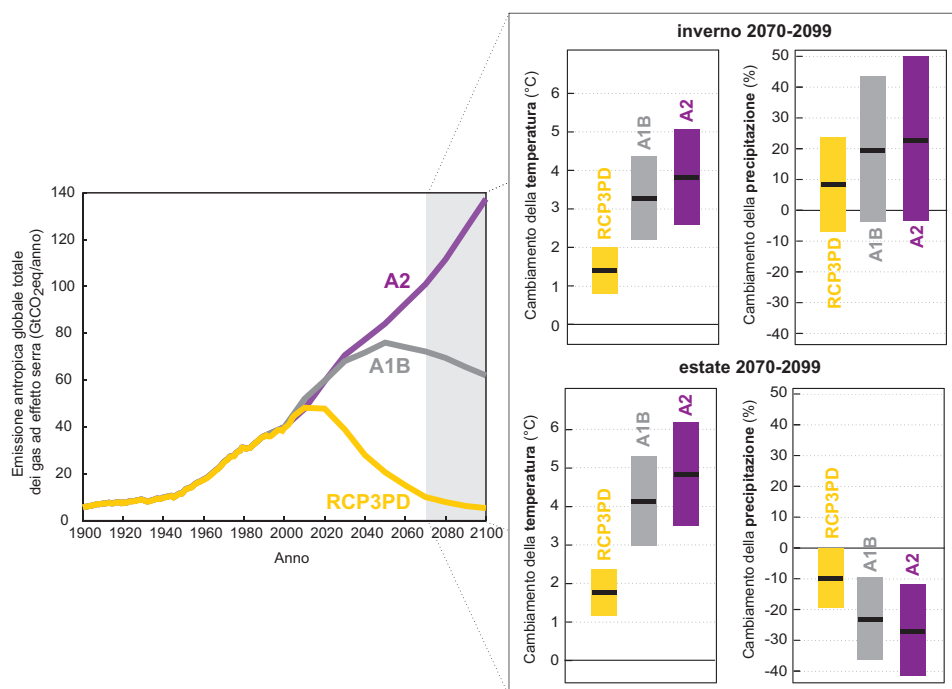 Emissione antropica globale totale
dei gas ad affetto serra (GtCO2eq/anno)
140
120
100
80
60
40
20
0
1900 1920 1940 1960 1980 2000 2020 2040 2060 2080 2100
Anno
A2
A1B
RCP3PD
inverno 2070-2099
Cambiamento della temperatura (°C)
6
5
4
3
2
1
0
RCP3PD
A1B
A2
Cambiamento della precipitazione (%)
50
40
30
20
10
0
-10
-20
-30
-40
RCP3PD
A1B
A2
estate 2070-2099
Cambiamento della temperatura (°C)
6
5
4
3
2
1
0
RCP3PD
A1B
A2
Cambiamento della precipitazione (%)
50
40
30
20
10
0
-10
-20
-30
-40
RCP3PD
A1B
A2